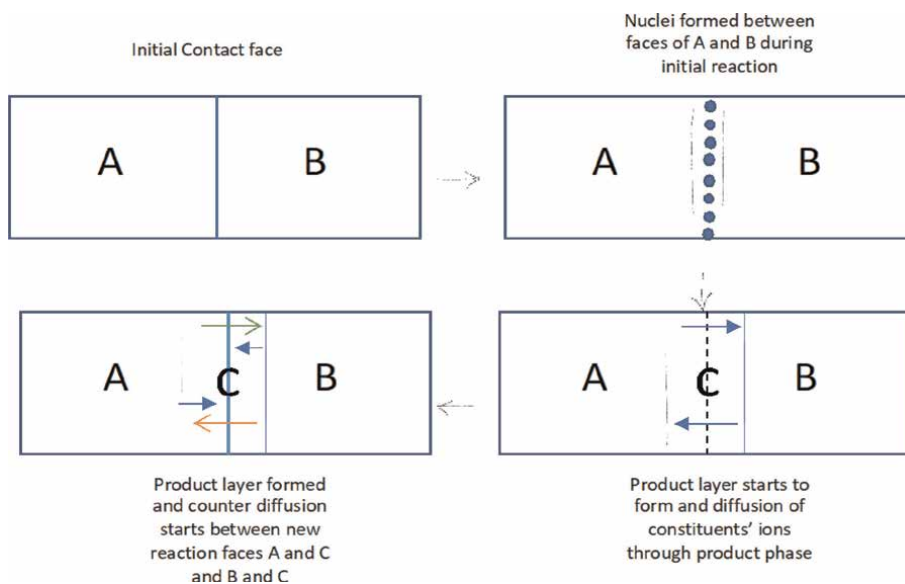 Initial Contact face
Nuclei formed between
faces of A and B during
initial reaction
A
B
A
B
A
C
B
A
C
B
Product layer formed
and counter diffusion
starts between new
reaction faces A and C
and B and C
Product layer starts to
form and diffusion of
constituents' ions
through product phase